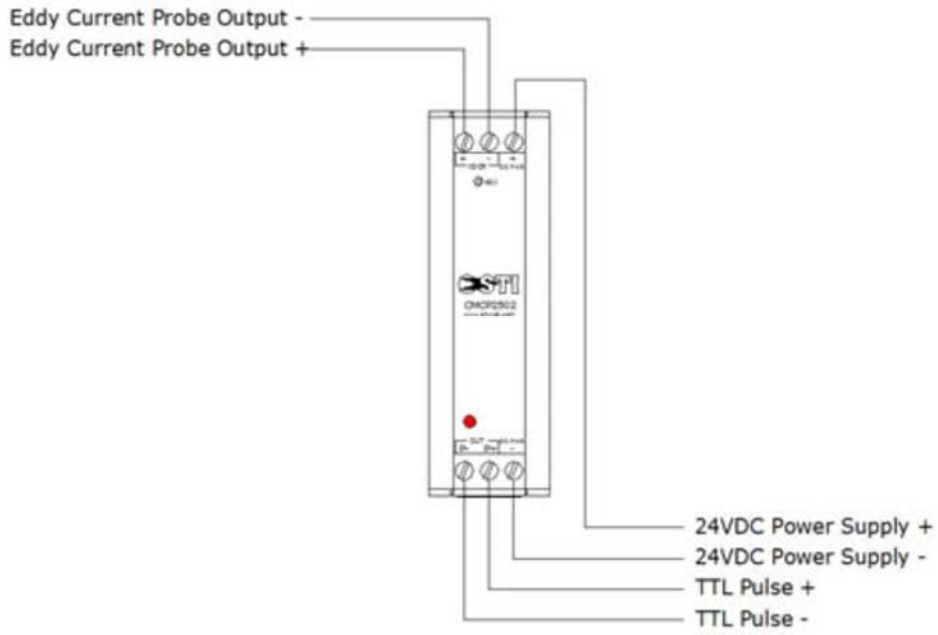 Eddy Current Probe Output -
Eddy Current Probe Output +
+ - +
STI
CMCP2502
OUT
-
24VDC Power Supply +
24VDC Power Supply -
TTL Pulse +
TTL Pulse -